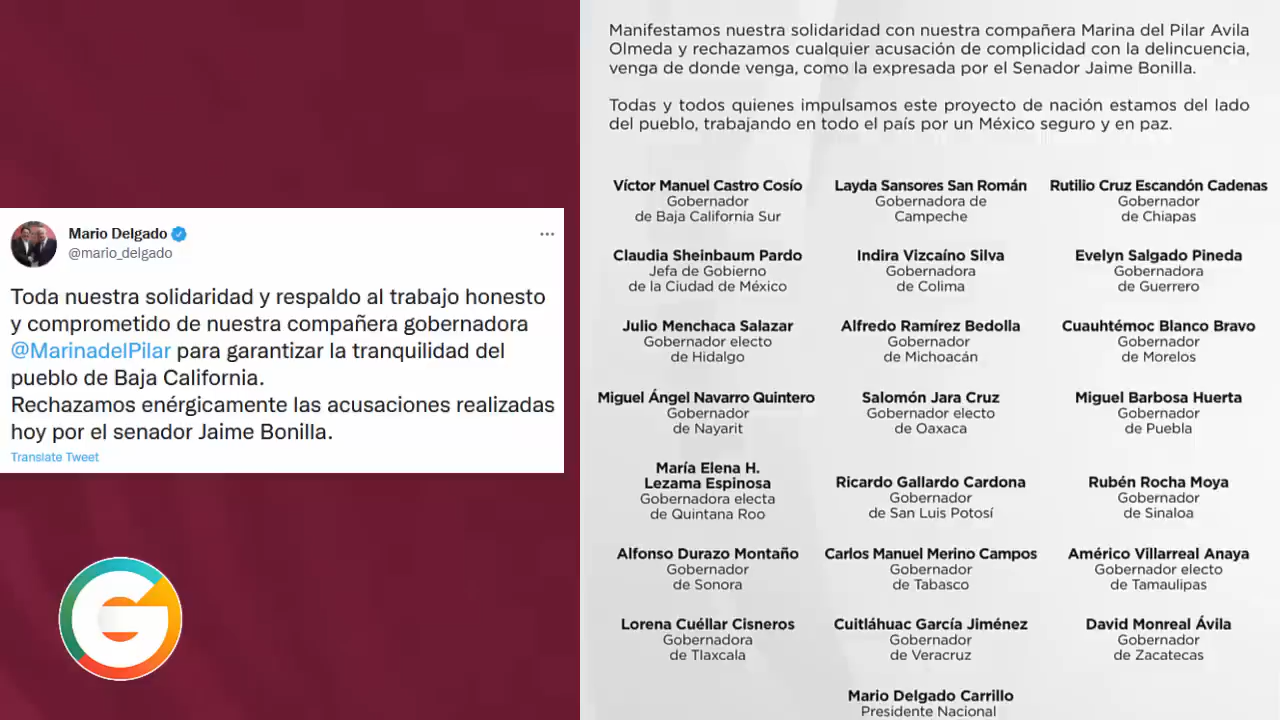 Mario Delgado
@mario_delgado
Toda nuestra solidaridad y respaldo al trabajo honesto
y comprometido de nuestra compañera gobernadora
@MarinadelPilar para garantizar la tranquilidad del
pueblo de Baja California.
Rechazamos enérgicamente las acusaciones realizadas
hoy por el senador Jaime Bonilla.
Translate Tweet
G
Manifestamos nuestra solidaridad con nuestra compañera Marina del Pilar Avila
Olmeda y rechazamos cualquier acusación de complicidad con la delincuencia,
venga de donde venga, como la expresada por el Senador Jaime Bonilla.
Todas y todos quienes impulsamos este proyecto de nación estamos del lado
del pueblo, trabajando en todo el país por un México seguro y en paz.
Víctor Manuel Castro Cosío
Gobernador
de Baja California Sur
Layda Sansores San Román
Gobernadora de
Campeche
Rutilio Cruz Escandón Cadenas
Gobernador
de Chiapas
Claudia Sheinbaum Pardo
Jefa de Gobierno
de la Ciudad de México
Indira Vizcaíno Silva
Gobernadora
de Colima
Evelyn Salgado Pineda
Gobernadora
de Guerrero
Julio Menchaca Salazar
Gobernador electo
de Hidalgo
Alfredo Ramírez Bedolla
Gobernador
de Michoacán
Cuauhtémoc Blanco Bravo
Gobernador
de Morelos
Miguel Ángel Navarro Quintero
Gobernador
de Nayarit
Salomón Jara Cruz
Gobernador electo
de Oaxaca
Miguel Barbosa Huerta
Gobernador
de Puebla
María Elena H.
Lezama Espinosa
Gobernadora electa
de Quintana Roo
Ricardo Gallardo Cardona
Gobernador
de San Luis Potosí
Rubén Rocha Moya
Gobernador
de Sinaloa
Alfonso Durazo Montaño
Gobernador
de Sonora
Carlos Manuel Merino Campos
Gobernador
de Tabasco
Américo Villarreal Anaya
Gobernador electo
de Tamaulipas
Lorena Cuéllar Cisneros
Gobernadora
de Tlaxcala
Cuitláhuac García Jiménez
Gobernador
de Veracruz
David Monreal Ávila
Gobernador
de Zacatecas
Mario Delgado Carrillo
Presidente Nacional